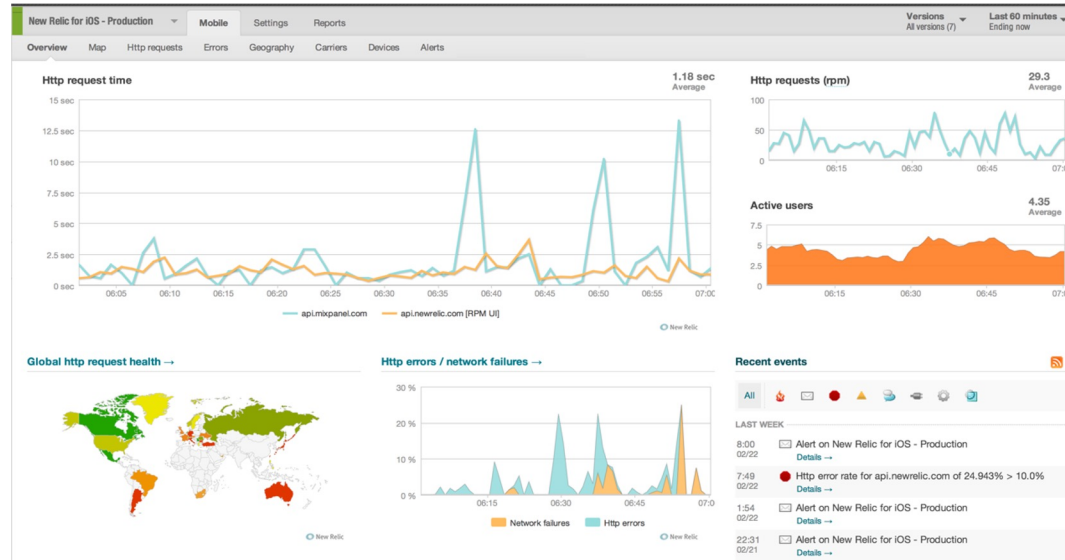 New Relic for iOS - Production
Mobile
Settings
Reports
Versions
All versions (7)
Last 60 minutes
Ending now
Overview
Map
Http requests
Errors
Geography
Carriers
Devices
Alerts
Http request time
1.18 sec
Average
15 sec
12.5 sec
10 sec
7.5 sec
5 sec
2.5 sec
0 sec
06:05 06:10 06:15 06:20 06:25 06:30 06:35 06:40 06:45 06:50 06:55 07:00
api.mixpanel.com api.newrelic.com [RPM UI]
New Relic
Http requests (rpm)
29.3
Average
100
50
0
06:15 06:30 06:45 07:0
Active users
4.35
Average
7.5
5
2.5
0
06:15 06:30 06:45 07:0
Global http request health →
New Relic
Http errors / network failures →
30 %
20 %
10 %
0 %
06:15 06:30 06:45 07:0
Network failures Http errors
New Relic
Recent events
All
LAST WEEK
8:00 Alert on New Relic for iOS - Production
02/22 Details →
7:49 Http error rate for api.newrelic.com of 24.943% > 10.0%
02/22 Details →
1:54 Alert on New Relic for iOS - Production
02/22 Details →
22:31 Alert on New Relic for iOS - Production
02/21 Details →